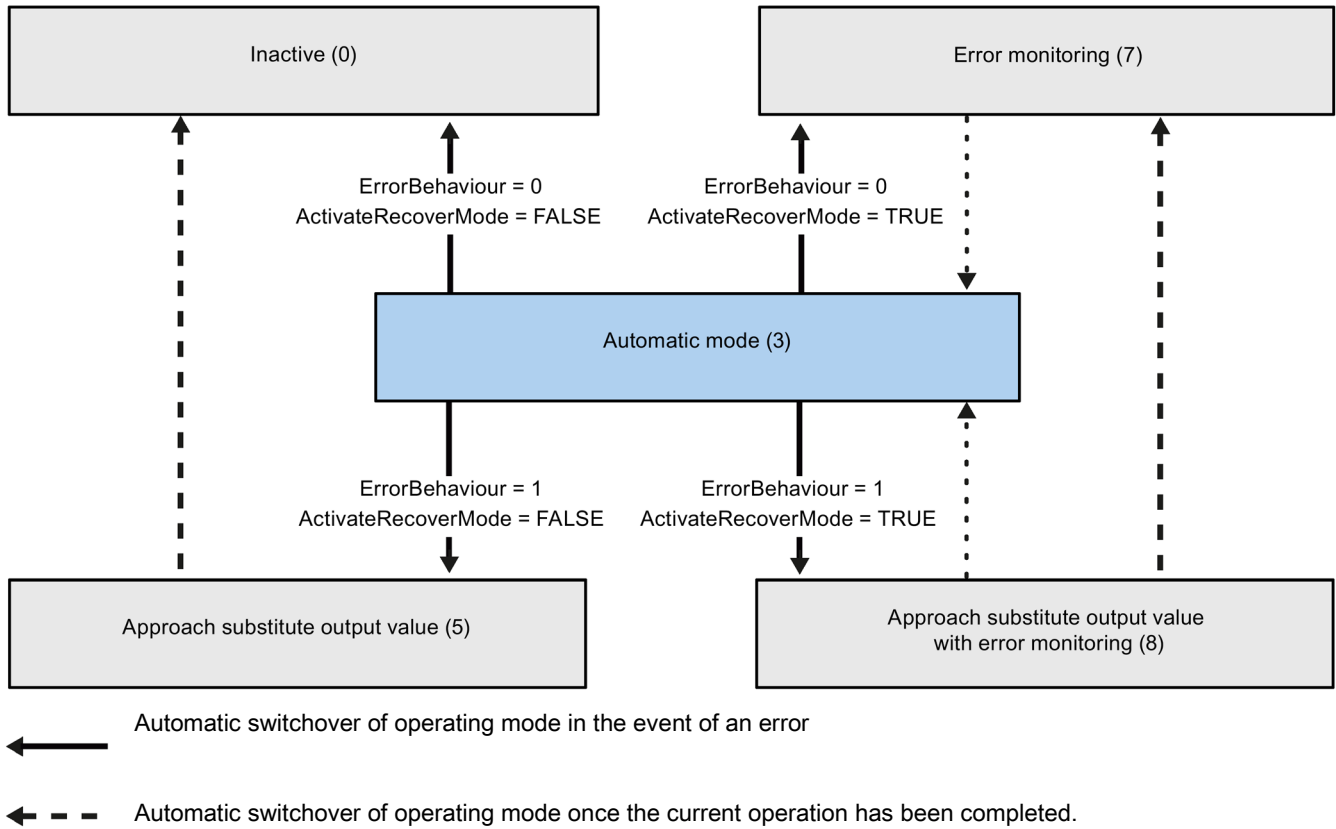 Inactive (0)
Error monitoring (7)
ErrorBehaviour = 0
ActivateRecoverMode = FALSE
ErrorBehaviour = 0
ActivateRecoverMode = TRUE
Automatic mode (3)
ErrorBehaviour = 1
ActivateRecoverMode = FALSE
ErrorBehaviour = 1
ActivateRecoverMode = TRUE
Approach substitute output value (5)
Approach substitute output value
with error monitoring (8)
Automatic switchover of operating mode in the event of an error
Automatic switchover of operating mode once the current operation has been completed.